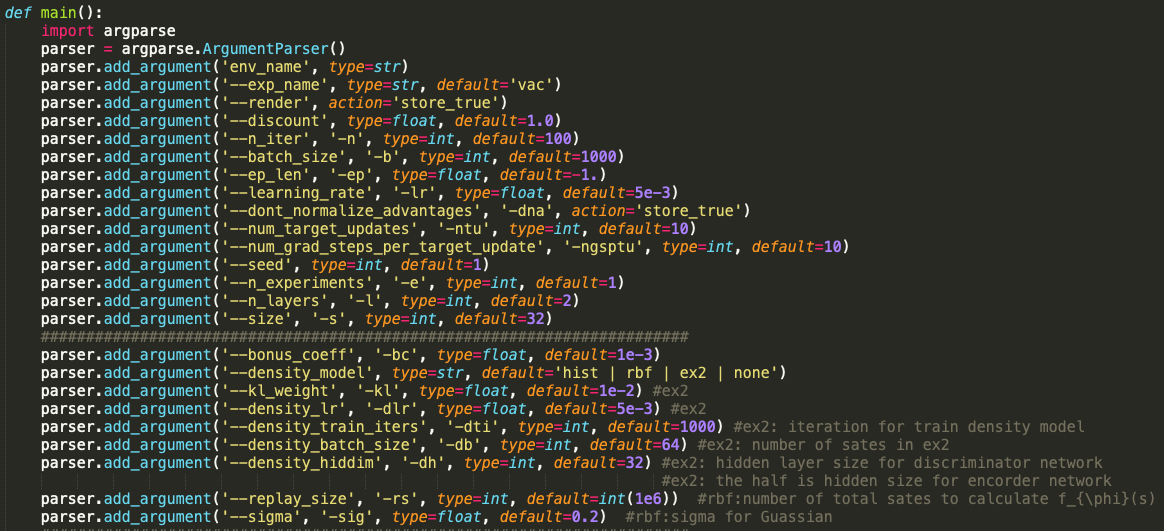 def main():
    import argparse
    parser = argparse.ArgumentParser()
    parser.add_argument('env_name', type=str)
    parser.add_argument('--exp_name', type=str, default='vac')
    parser.add_argument('--render', action='store_true')
    parser.add_argument('--discount', type=float, default=1.0)
    parser.add_argument('--n_iter', '-n', type=int, default=100)
    parser.add_argument('--batch_size', '-b', type=int, default=1000)
    parser.add_argument('--ep_len', '-ep', type=float, default=-1.)
    parser.add_argument('--learning_rate', '-lr', type=float, default=5e-3)
    parser.add_argument('--dont_normalize_advantages', '-dna', action='store_true')
    parser.add_argument('--num_target_updates', '-ntu', type=int, default=10)
    parser.add_argument('--num_grad_steps_per_target_update', '-ngsptu', type=int, default=10)
    parser.add_argument('--seed', type=int, default=1)
    parser.add_argument('--n_experiments', '-e', type=int, default=1)
    parser.add_argument('--n_layers', '-l', type=int, default=2)
    parser.add_argument('--size', '-s', type=int, default=32)
    ########################################################################
    parser.add_argument('--bonus_coeff', '-bc', type=float, default=1e-3)
    parser.add_argument('--density_model', type=str, default='hist | rbf | ex2 | none')
    parser.add_argument('--kl_weight', '-kl', type=float, default=1e-2) #ex2
    parser.add_argument('--density_lr', '-dlr', type=float, default=5e-3) #ex2
    parser.add_argument('--density_train_iters', '-dti', type=int, default=1000) #ex2: iteration for train density model
    parser.add_argument('--density_batch_size', '-db', type=int, default=64) #ex2: number of sates in ex2
    parser.add_argument('--density_hiddim', '-dh', type=int, default=32) #ex2: hidden layer size for discriminator network
                                                                         #ex2: the half is hidden size for encorder network
    parser.add_argument('--replay_size', '-rs', type=int, default=int(1e6))  #rbf:number of total sates to calculate f_{\phi}(s)
    parser.add_argument('--sigma', '-sig', type=float, default=0.2)  #rbf:sigma for Guassian